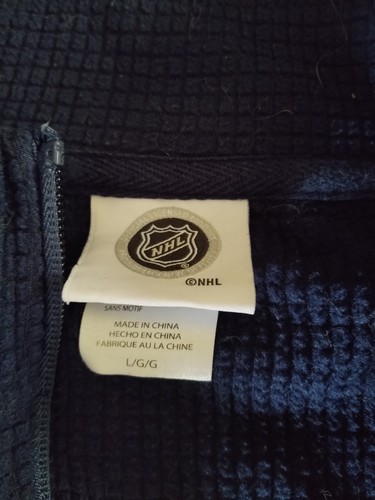 NHL
©NHL
SANS MOTIF
MADE IN CHINA
HECHO EN CHINA
FABRIQUE AU LA CHINE
L/G/G